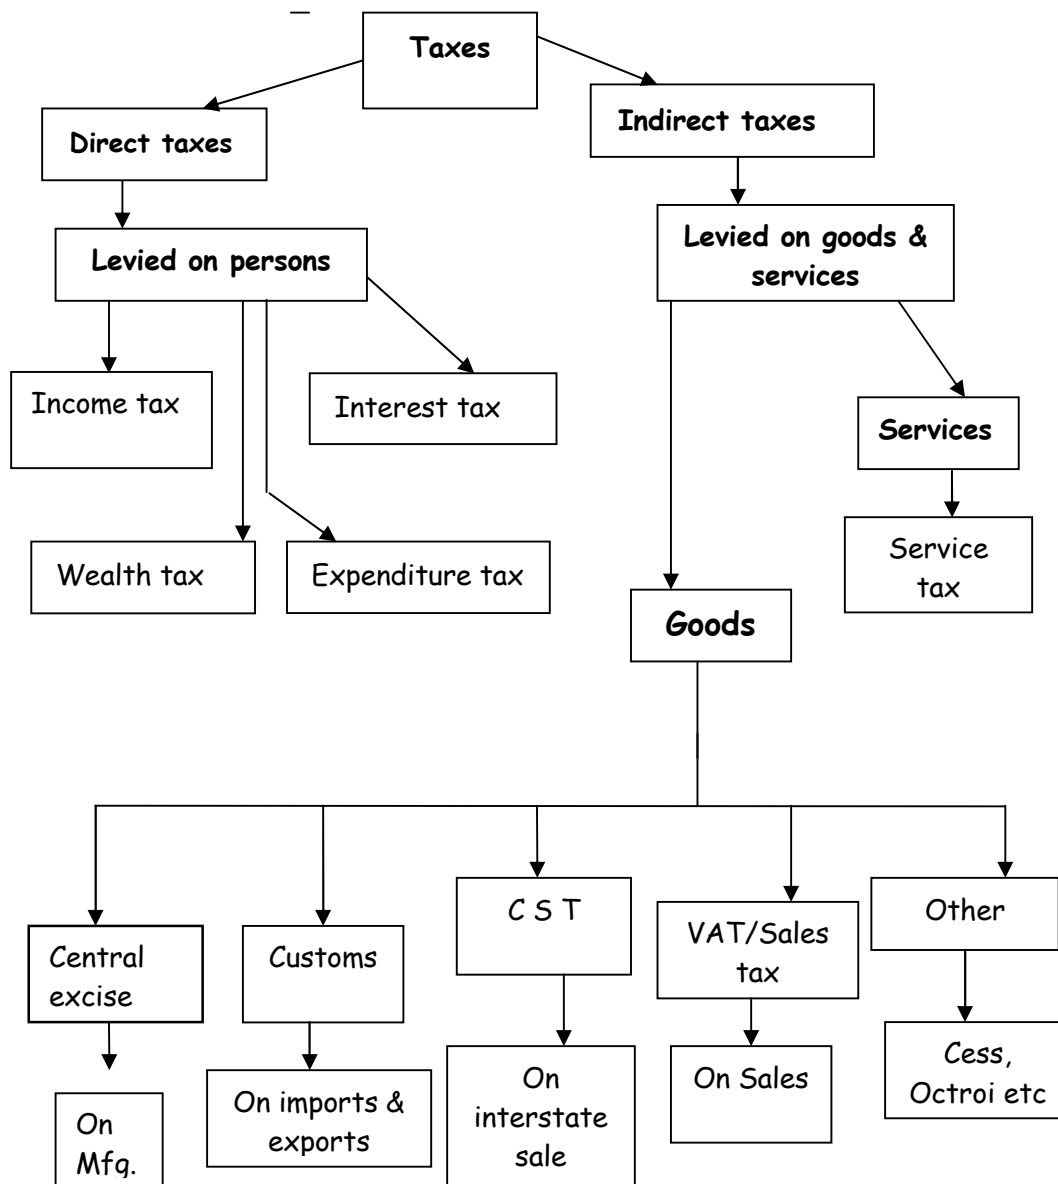 Taxes
Direct taxes
Indirect taxes
Levied on persons
Levied on goods &
services
Income tax
Interest tax
Services
Wealth tax
Expenditure tax
Service
tax
Goods
Central
excise
Customs
C S T
VAT/Sales
tax
Other
On
Mfg.
On imports &
exports
On
interstate
sale
On Sales
Cess,
Octroi etc